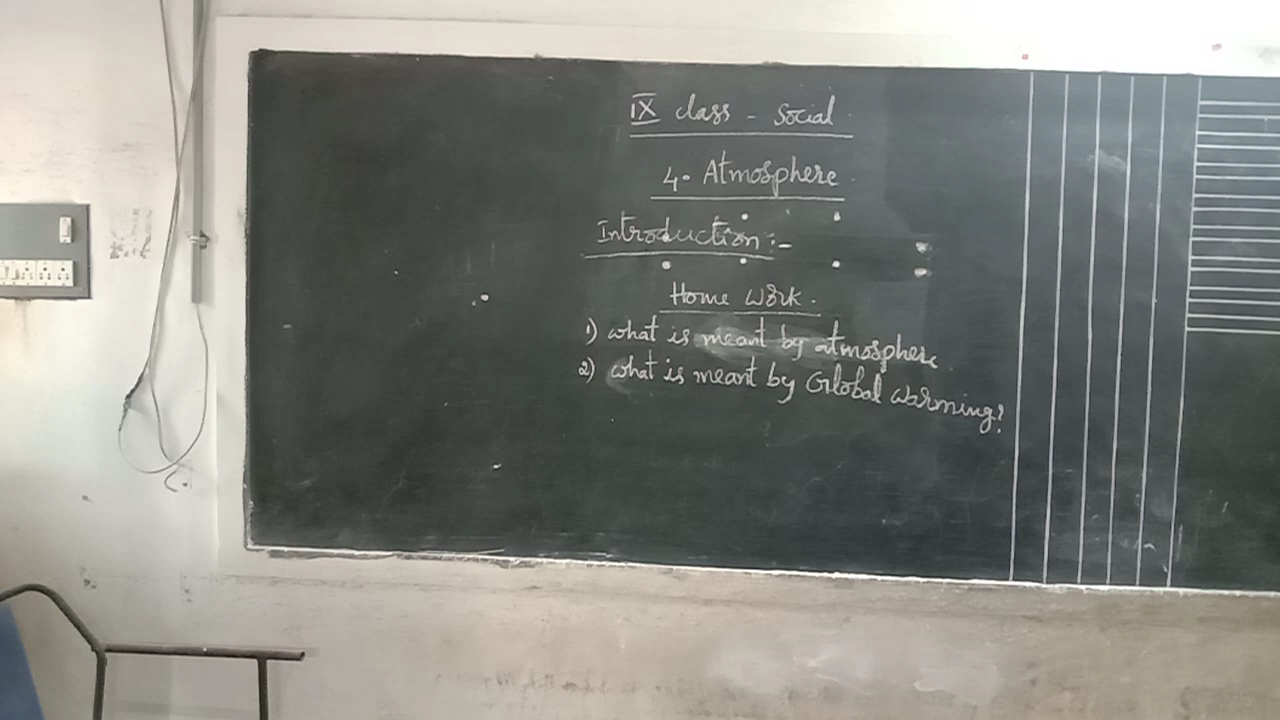 IX class - Social
4. Atmosphere
Introduction :-
Home Work.
1) what is meant by atmosphere
2) what is meant by Global warming?